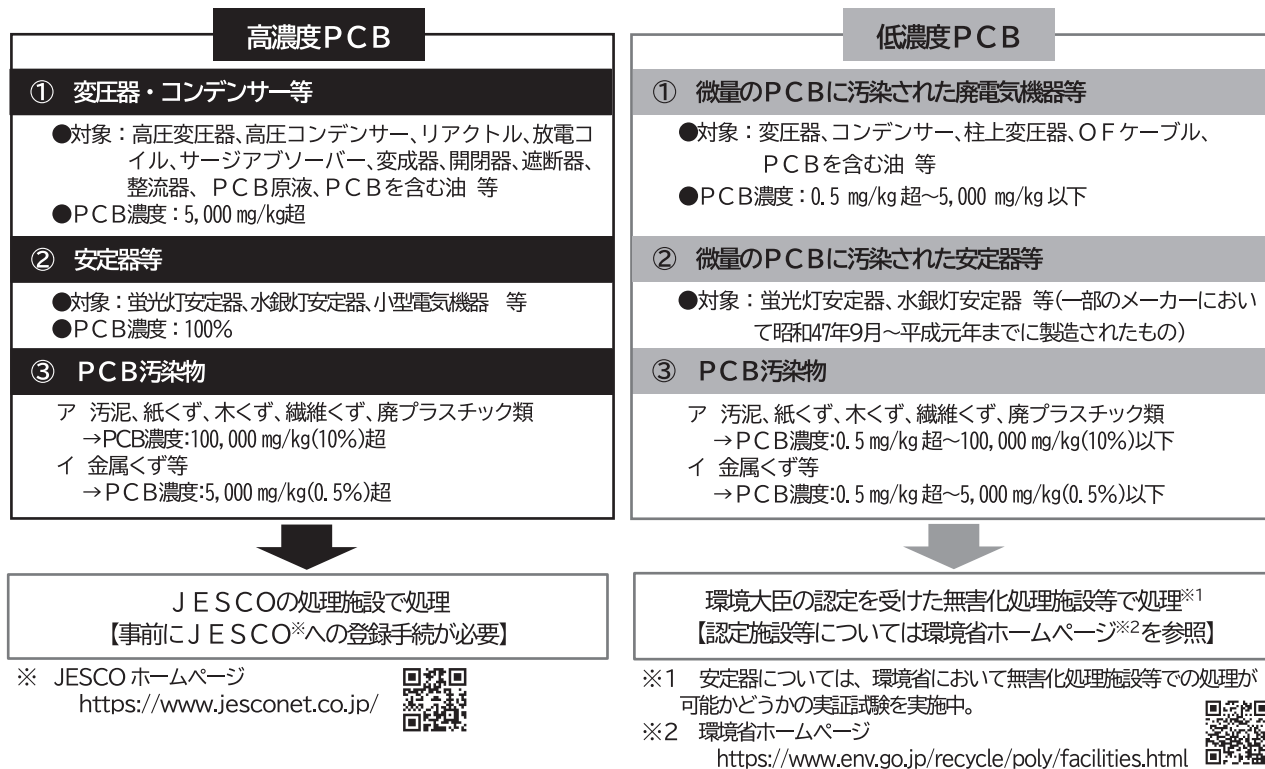 高濃度PCB
① 変圧器・コンデンサー等
●対象：高圧変圧器、高圧コンデンサー、リアクトル、放電コ
イル、サージアブソーバー、変成器、開閉器、遮断器、
整流器、PCB原液、PCBを含む油 等
●PCB濃度：5,000 mg/kg超
② 安定器等
●対象：蛍光灯安定器、水銀灯安定器、小型電気機器 等
●PCB濃度：100%
③ PCB汚染物
ア 汚泥、紙くず、木くず、繊維くず、廃プラスチック類
→PCB濃度:100,000 mg/kg(10%)超
イ 金属くず等
→PCB濃度:5,000 mg/kg(0.5%)超
JESCOの処理施設で処理
【事前にJESCO※への登録手続が必要】
※ JESCO ホームページ
https://www.jesconet.co.jp/
低濃度PCB
① 微量のPCBに汚染された廃電気機器等
●対象：変圧器、コンデンサー、柱上変圧器、OFケーブル、
PCBを含む油 等
●PCB濃度：0.5 mg/kg 超～5,000 mg/kg 以下
② 微量のPCBに汚染された安定器等
●対象：蛍光灯安定器、水銀灯安定器 等(一部のメーカーにおい
て昭和47年9月～平成元年までに製造されたもの)
③ PCB汚染物
ア 汚泥、紙くず、木くず、繊維くず、廃プラスチック類
→PCB濃度:0.5 mg/kg 超～100,000 mg/kg(10%)以下
イ 金属くず等
→PCB濃度:0.5 mg/kg 超～5,000 mg/kg(0.5%)以下
環境大臣の認定を受けた無害化処理施設等で処理※1
【認定施設等については環境省ホームページ※2を参照】
※1 安定器については、環境省において無害化処理施設等での処理が
可能かどうかの実証試験を実施中。
※2 環境省ホームページ
https://www.env.go.jp/recycle/poly/facilities.html